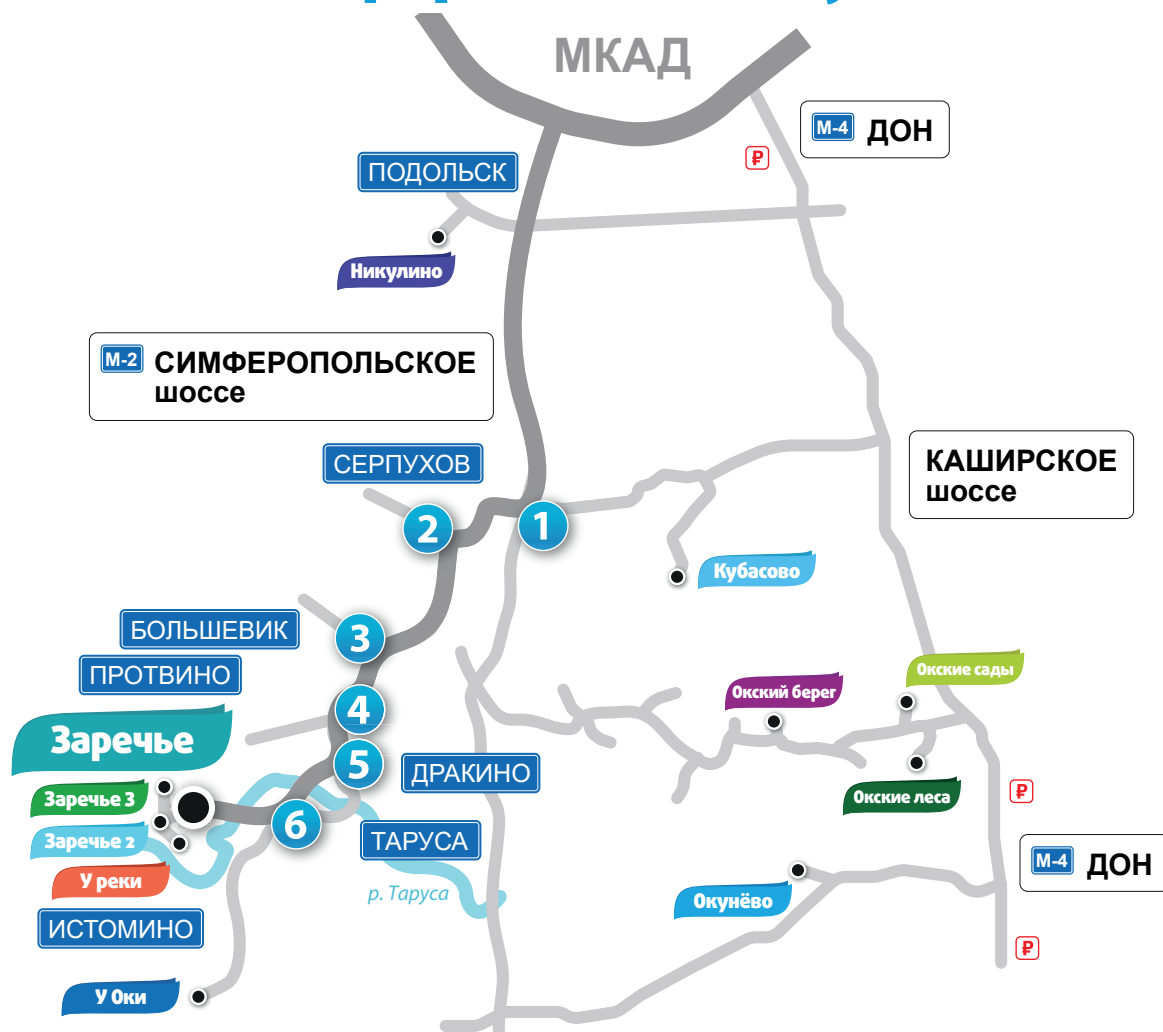 МКАД
М-4 ДОН
₽
ПОДОЛЬСК
Никулино
М-2 СИМФЕРОПОЛЬСКОЕ
шоссе
КАШИРСКОЕ
шоссе
СЕРПУХОВ
2
1
Кубасово
БОЛЬШЕВИК
3
ПРОТВИНО
Окские сады
Окский берег
4
Заречье
5
ДРАКИНО
Окские леса
₽
Заречье 3
6
Заречье 2
ТАРУСА
М-4 ДОН
У реки
р. Таруса
Окунёво
ИСТОМИНО
₽
У Оки